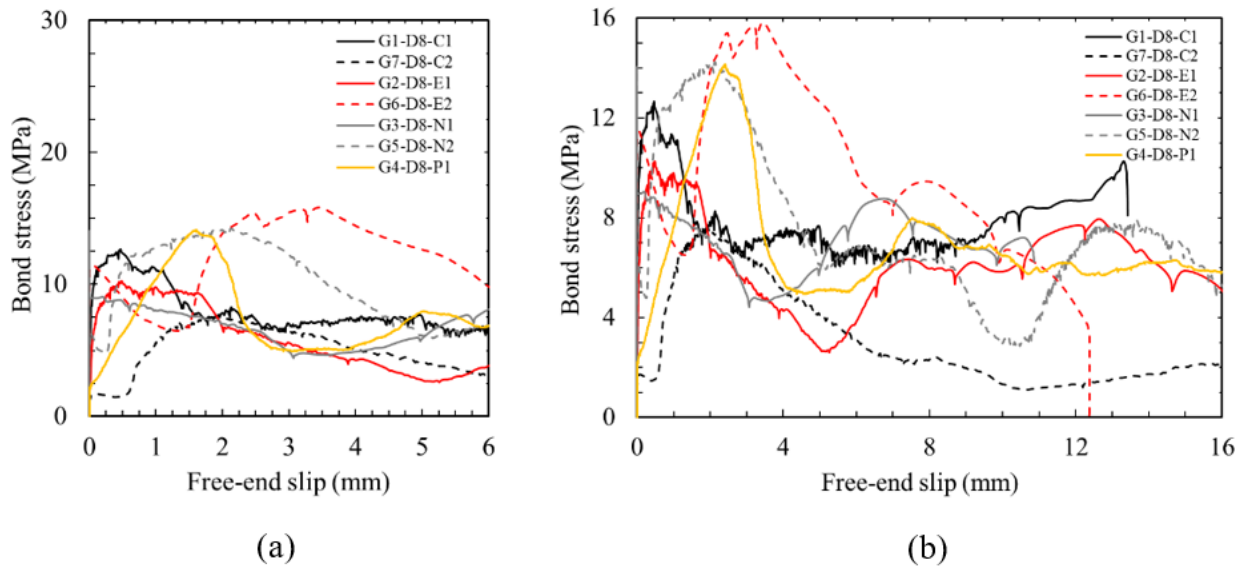 30
20
10
0
Bond stress (MPa)
G1-D8-C1
G7-D8-C2
G2-D8-E1
G6-D8-E2
G3-D8-N1
G5-D8-N2
G4-D8-P1
0 1 2 3 4 5 6
Free-end slip (mm)
(a)
16
12
8
4
0
Bond stress (MPa)
G1-D8-C1
G7-D8-C2
G2-D8-E1
G6-D8-E2
G3-D8-N1
G5-D8-N2
G4-D8-P1
0 4 8 12 16
Free-end slip (mm)
(b)